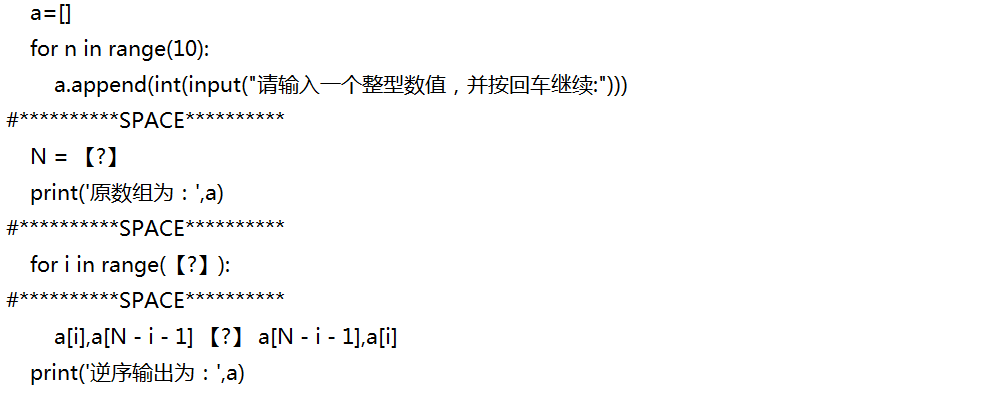 a=[]
for n in range(10):
a.append(int(input("请输入一个整型数值，并按回车继续:")))
#**********SPACE**********
N = 【?】
print('原数组为：',a)
#**********SPACE**********
for i in range(【?】):
#**********SPACE**********
a[i],a[N - i - 1] 【?】 a[N - i - 1],a[i]
print('逆序输出为：',a)